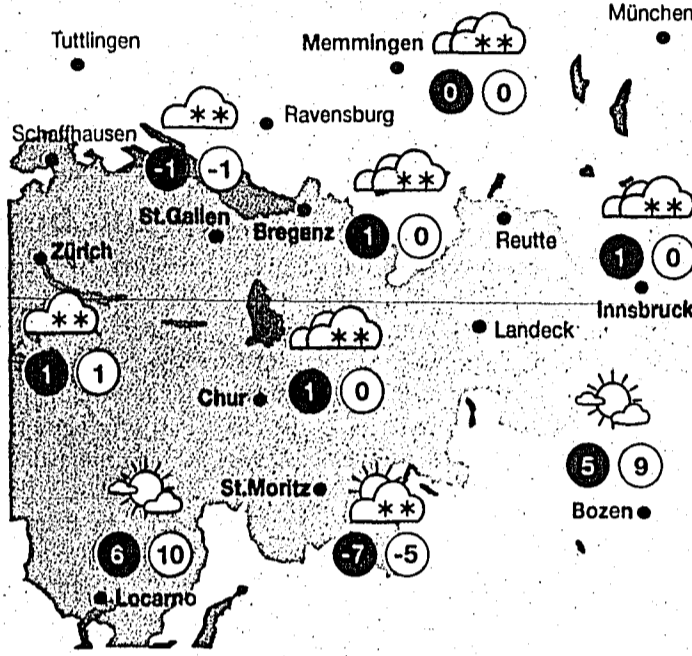 München
Tuttlingen
Memmingen
0 0
Ravensburg
Schaffhausen
-1 -1
St.Gallen
Bregenz
1 0
Reutte
1 0
Zürich
Innsbruck
Landeck
1 1
Chur
1 0
5 9
St.Moritz
Bozen
6 10
-7 -5
Locarno